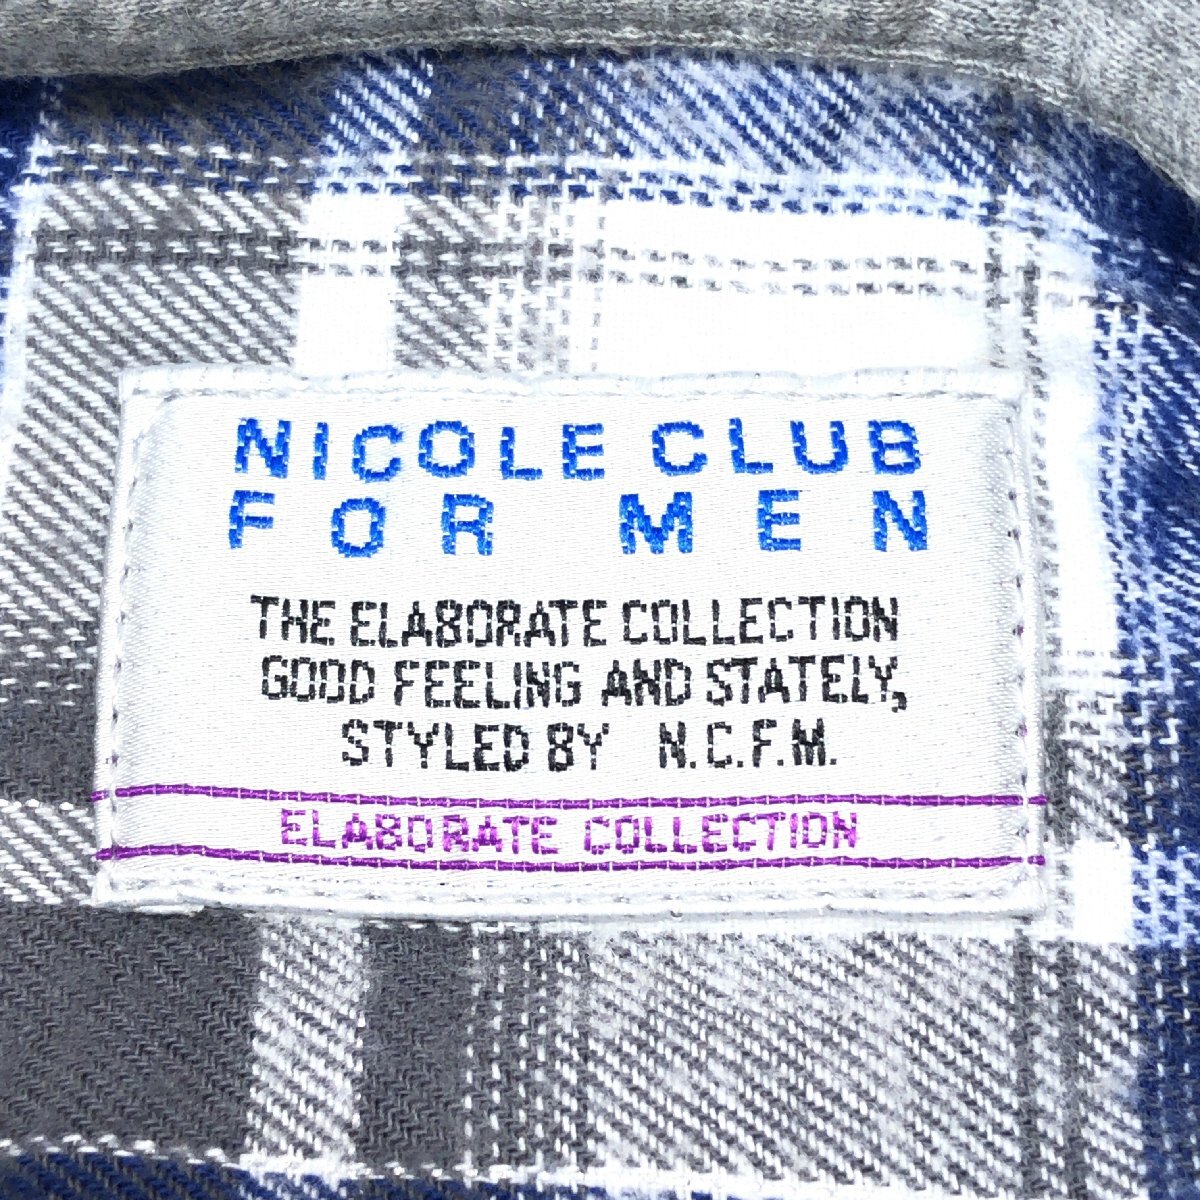 NICOLE CLUB
FOR MEN
THE ELABORATE COLLECTION
GOOD FEELING AND STATELY,
STYLED BY N.C.F.M.
ELABORATE COLLECTION